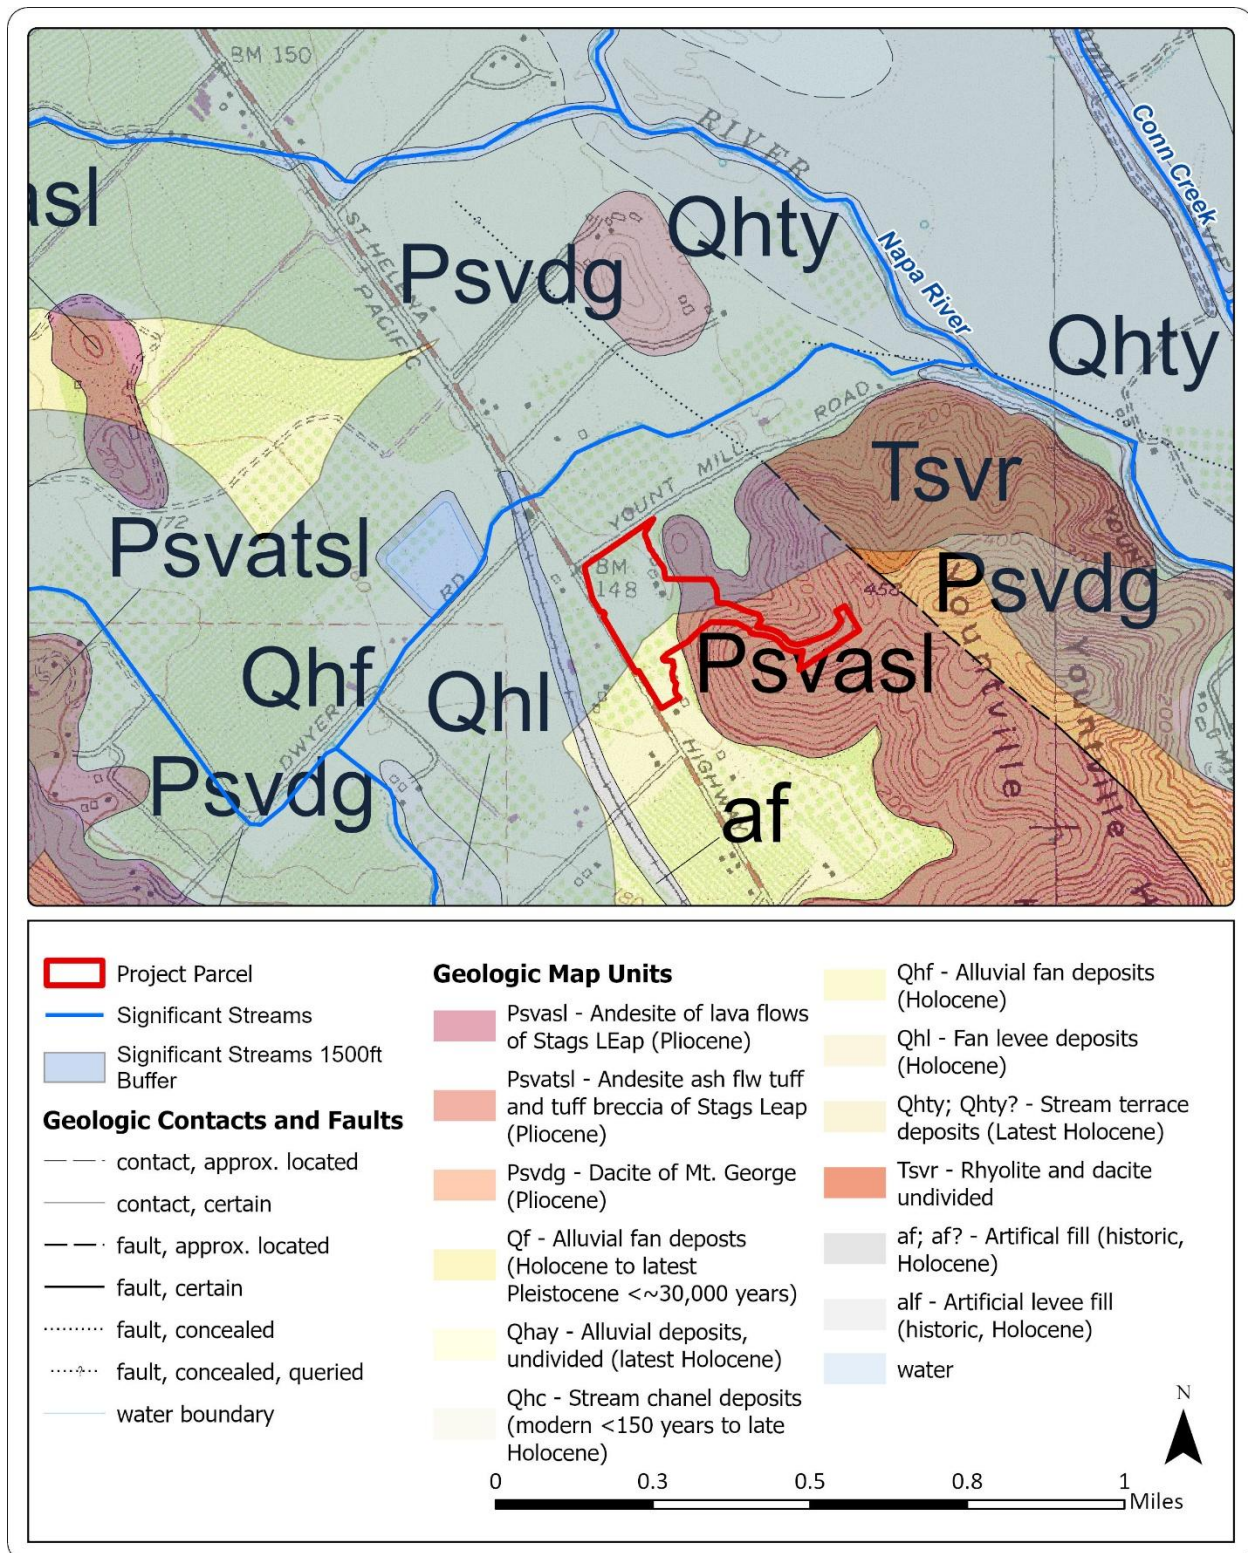 BM 150
RIVER
Conn Creek
asl
ST HELENA
PACIFIC
Psvdg
Qhty
Napa River
Qhty
ROAD
MILL
YOUNT
Tsvr
172
Psvatsl
BM
148
400
200
458
Psvdg
RD
Psvasl
Qhf
Qhl
DWYER
HIGHWAY
Yountville
Yountville
Psvdg
af
Project Parcel
Significant Streams
Significant Streams 1500ft
Buffer
Geologic Contacts and Faults
contact, approx. located
contact, certain
fault, approx. located
fault, certain
fault, concealed
fault, concealed, queried
water boundary
Geologic Map Units
Psvasl - Andesite of lava flows
of Stags LEap (Pliocene)
Psvatsl - Andesite ash flw tuff
and tuff breccia of Stags Leap
(Pliocene)
Psvdg - Dacite of Mt. George
(Pliocene)
Qf - Alluvial fan deposts
(Holocene to latest
Pleistocene <~30,000 years)
Qhay - Alluvial deposits,
undivided (latest Holocene)
Qhc - Stream chanel deposits
(modern <150 years to late
Holocene)
Qhf - Alluvial fan deposits
(Holocene)
Qhl - Fan levee deposits
(Holocene)
Qhty; Qhty? - Stream terrace
deposits (Latest Holocene)
Tsvr - Rhyolite and dacite
undivided
af; af? - Artifical fill (historic,
Holocene)
alf - Artificial levee fill
(historic, Holocene)
water
N
0 0.3 0.5 0.8 1
Miles